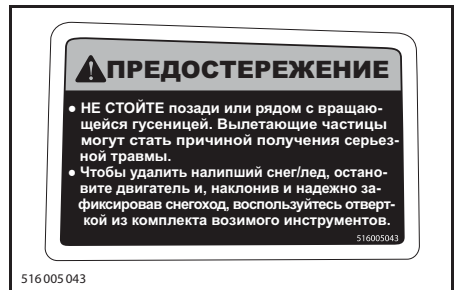 ПРЕДОСТЕРЕЖЕНИЕ
• НЕ СТОЙТЕ позади или рядом с вращаю-
щейся гусеницей. Вылетающие частицы
могут стать причиной получения серьез-
ной травмы.
• Чтобы удалить налипший снег/лед, остано-
вите двигатель и, наклонив и надежно за-
фиксировав снегоход, воспользуйтесь отверт-
кой из комплекта возимого инструментов.
516005043
516 005 043